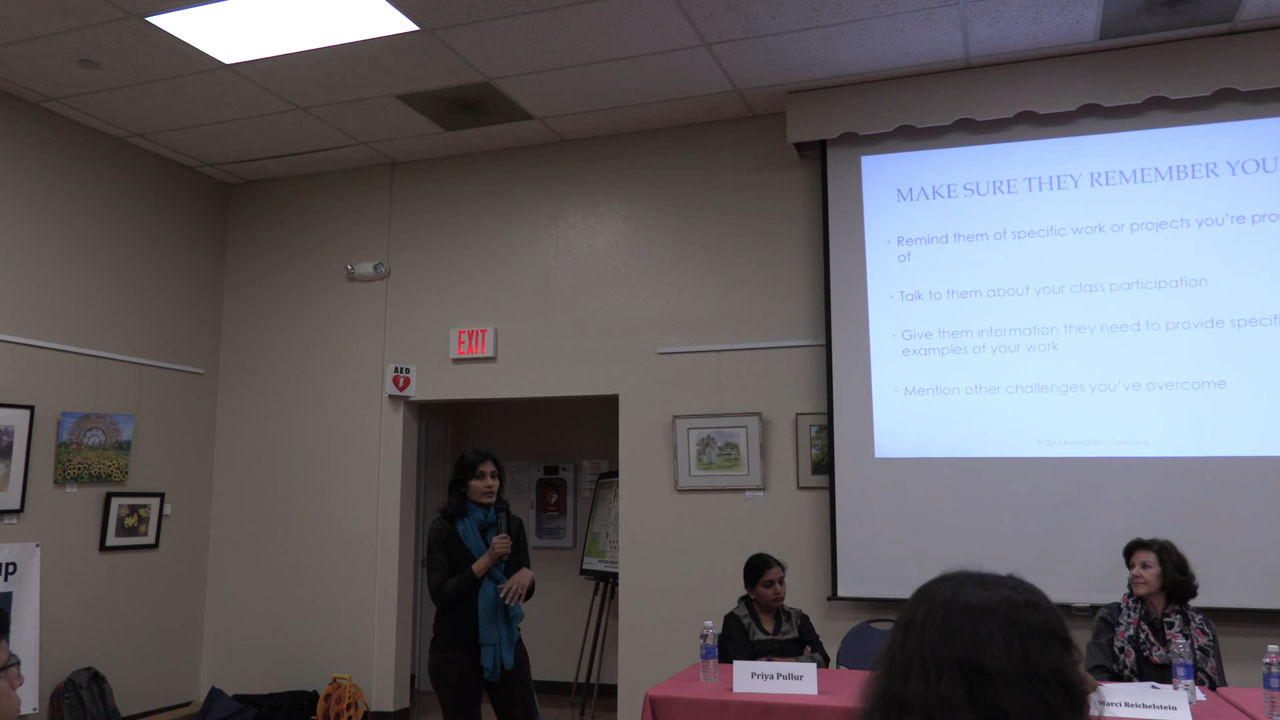 MAKE SURE THEY REMEMBER YOU
• Remind them of specific work or projects you're pro
of
• Talk to them about your class participation
• Give them information they need to provide specifi
examples of your work
• Mention other challenges you've overcome
EXIT
AED
up
Priya Pullur
Marci Reichelstein